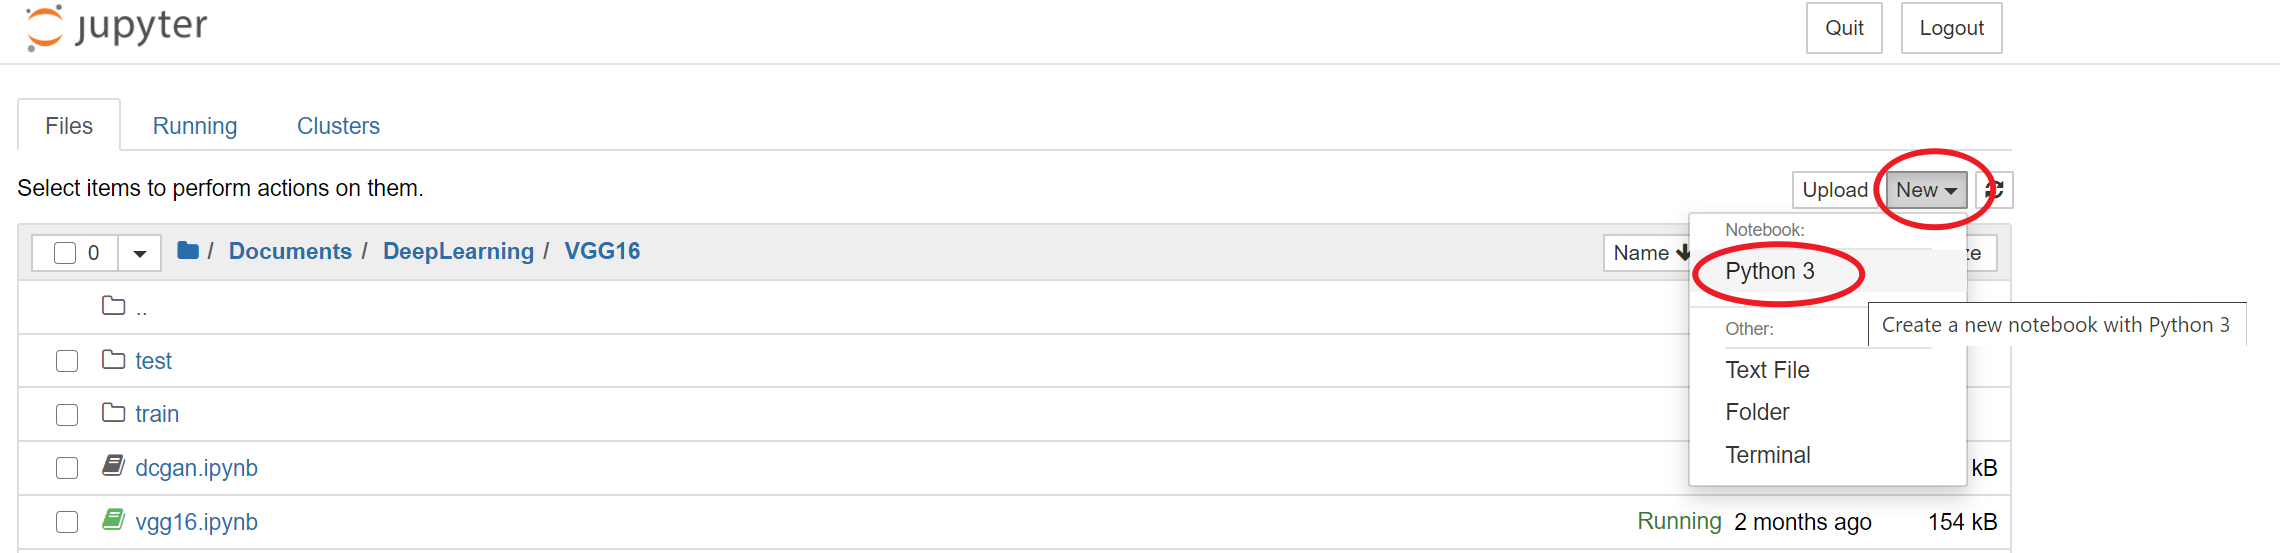 jupyter
Quit Logout
Files Running Clusters
Select items to perform actions on them.
Upload New
Notebook:
0 / Documents / DeepLearning / VGG16 Name
Python 3
..
Other:
Create a new notebook with Python 3
test
Text File
train
Folder
Terminal
dcgan.ipynb kB
vgg16.ipynb Running 2 months ago 154 kB